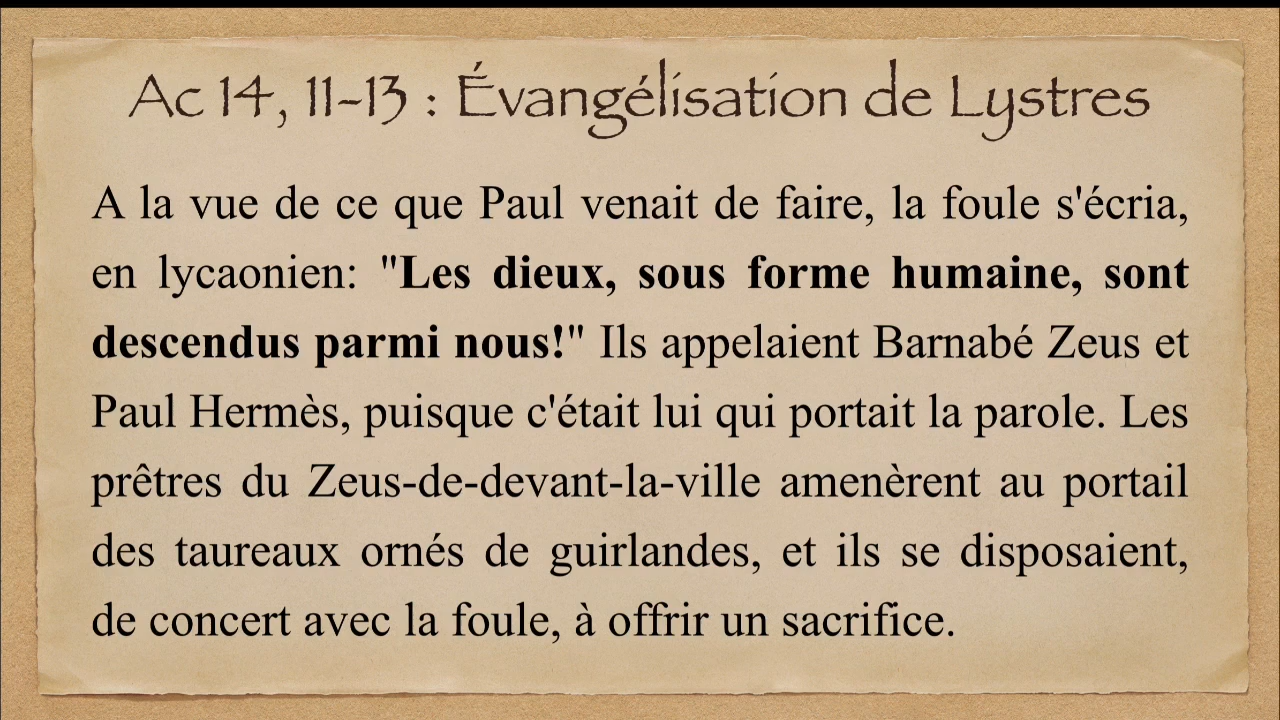 Ac 14, 11-13 : Évangélisation de Lystres
A la vue de ce que Paul venait de faire, la foule s'écria,
en lycaonien: "Les dieux, sous forme humaine, sont
descendus parmi nous!" Ils appelaient Barnabé Zeus et
Paul Hermès, puisque c'était lui qui portait la parole. Les
prêtres du Zeus-de-devant-la-ville amenèrent au portail
des taureaux ornés de guirlandes, et ils se disposaient,
de concert avec la foule, à offrir un sacrifice.